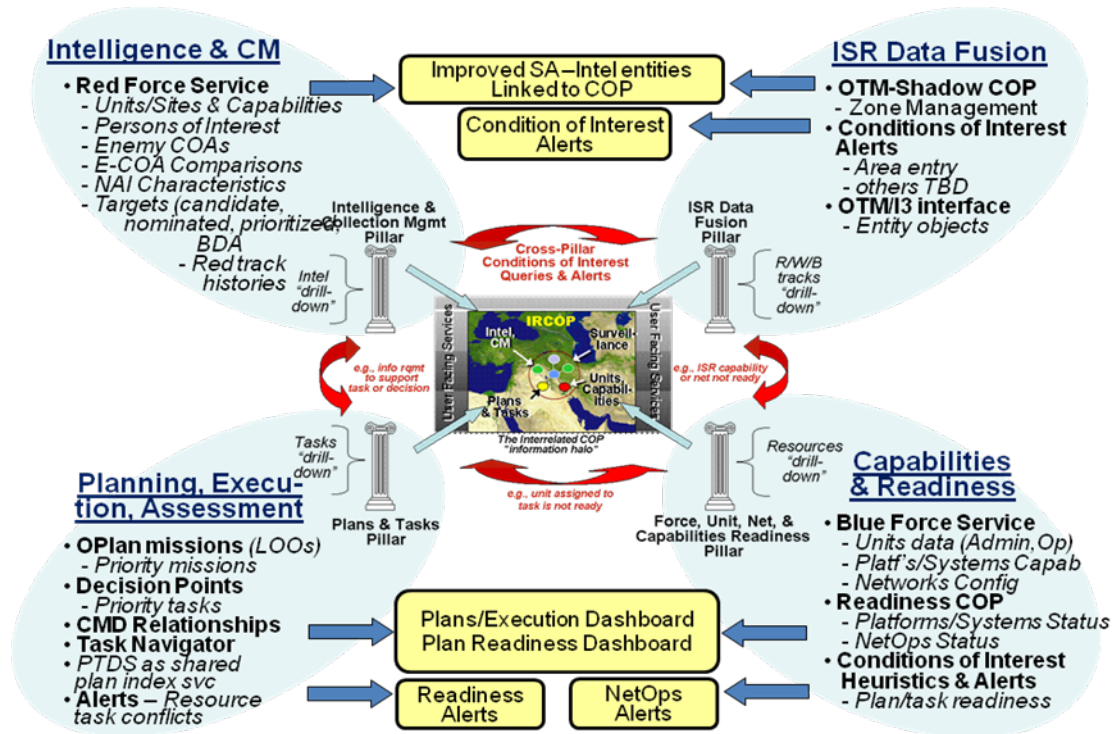 Intelligence & CM
• Red Force Service
- Units/Sites & Capabilities
- Persons of Interest
- Enemy COAs
- E-COA Comparisons
- NAI Characteristics
- Targets (candidate,
nominated, prioritized,
BDA
- Red track
histories
Improved SA–Intel entities
Linked to COP
Condition of Interest
Alerts
ISR Data Fusion
• OTM-Shadow COP
- Zone Management
• Conditions of Interest
Alerts
- Area entry
- others TBD
• OTM/I3 interface
- Entity objects
Intelligence &
Collection Mgmt
Pillar
Intel
"drill-
down"
Cross-Pillar
Conditions of Interest
Queries & Alerts
ISR Data
Fusion
Pillar
R/W/B
tracks
"drill-
down"
User Facing Services
IRCOP
Intel,
CM
Surveil-
lance
Plans
& Tasks
Units,
Capabil-
ities
User Facing Services
The Interrelated COP
"information halo"
e.g., info rqmt
to support
task or decision
e.g., ISR capability
or net not ready
e.g., unit assigned to
task is not ready
Tasks
"drill-
down"
Plans & Tasks
Pillar
Resources
"drill-
down"
Force, Unit, Net, &
Capabilities Readiness
Pillar
Planning, Execu-
tion, Assessment
• OPlan missions (LOOs)
- Priority missions
• Decision Points
- Priority tasks
• CMD Relationships
• Task Navigator
• PTDS as shared
plan index svc
• Alerts – Resource
task conflicts
Plans/Execution Dashboard
Plan Readiness Dashboard
Readiness
Alerts
NetOps
Alerts
Capabilities
& Readiness
• Blue Force Service
- Units data (Admin, Op)
- Platf's/Systems Capab
- Networks Config
• Readiness COP
- Platforms/Systems Status
- NetOps Status
• Conditions of Interest
Heuristics & Alerts
- Plan/task readiness